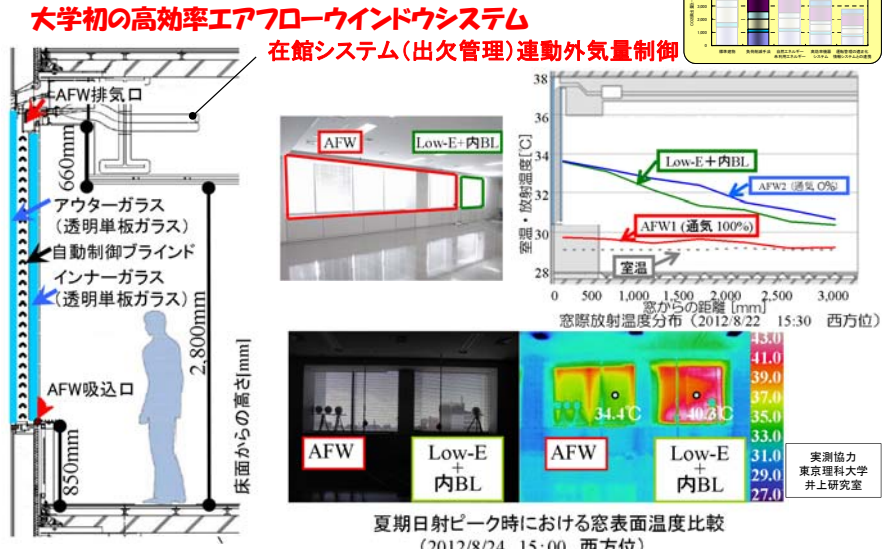 大学初の高効率エアフローウインドウシステム
在館システム(出欠管理)連動外気量制御
3,000
2,000
1,000
0
標準建物
AFW排気口
660mm
アウターガラス
(透明単板ガラス)
自動制御ブラインド
インナーガラス
(透明単板ガラス)
2,800mm
AFW吸込口
850mm
床面からの高さ[mm]
AFW
Low-E+内BL
38
36
34
32
30
28
室温・放射温度[℃]
Low-E+内BL
AFW2 (通気 0%)
AFW1 (通気 100%)
室温
0 500 1,000 1,500 2,000 2,500 3,000
窓からの距離 [mm]
窓際放射温度分布 (2012/8/22 15:30 西方位)
AFW
Low-E
+
内BL
34.4℃
40.3℃
AFW
Low-E
+
内BL
43.0
41.0
39.0
37.0
35.0
33.0
31.0
29.0
27.0
実測協力
東京理科大学
井上研究室
夏期日射ピーク時における窓表面温度比較
(2012/8/24 15:00 西方位)